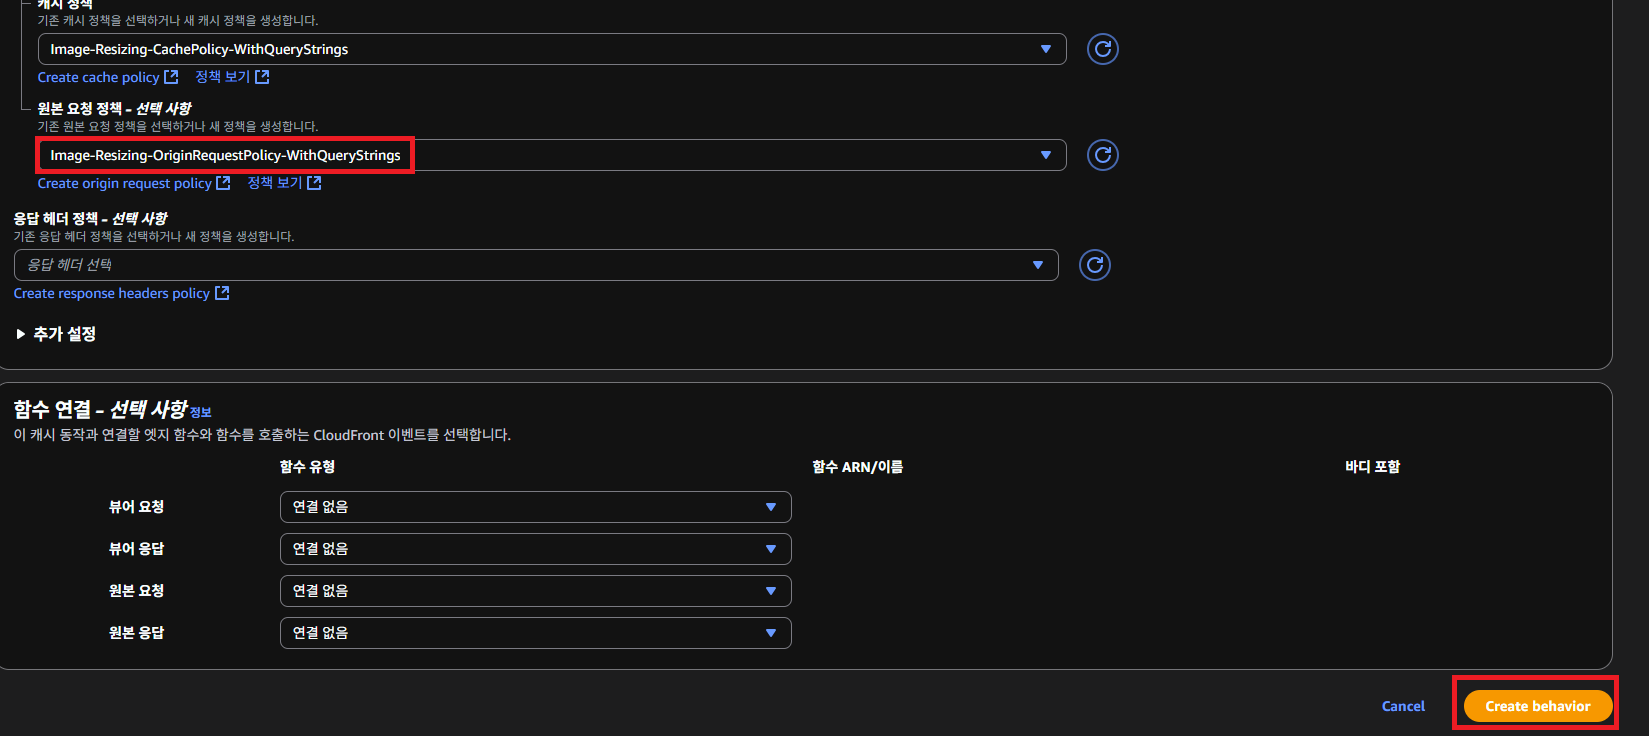 캐시 정책
기존 캐시 정책을 선택하거나 새 캐시 정책을 생성합니다.
Image-Resizing-CachePolicy-WithQueryStrings
Create cache policy 정책 보기
원본 요청 정책 - 선택 사항
기존 원본 요청 정책을 선택하거나 새 정책을 생성합니다.
Image-Resizing-OriginRequestPolicy-WithQueryStrings
Create origin request policy 정책 보기
응답 헤더 정책 - 선택 사항
기존 응답 헤더 정책을 선택하거나 새 정책을 생성합니다.
응답 헤더 선택
Create response headers policy
추가 설정
함수 연결 - 선택 사항 정보
이 캐시 동작과 연결할 엣지 함수와 함수를 호출하는 CloudFront 이벤트를 선택합니다.
함수 유형 함수 ARN/이름 바디 포함
뷰어 요청 연결 없음
뷰어 응답 연결 없음
원본 요청 연결 없음
원본 응답 연결 없음
Cancel Create behavior